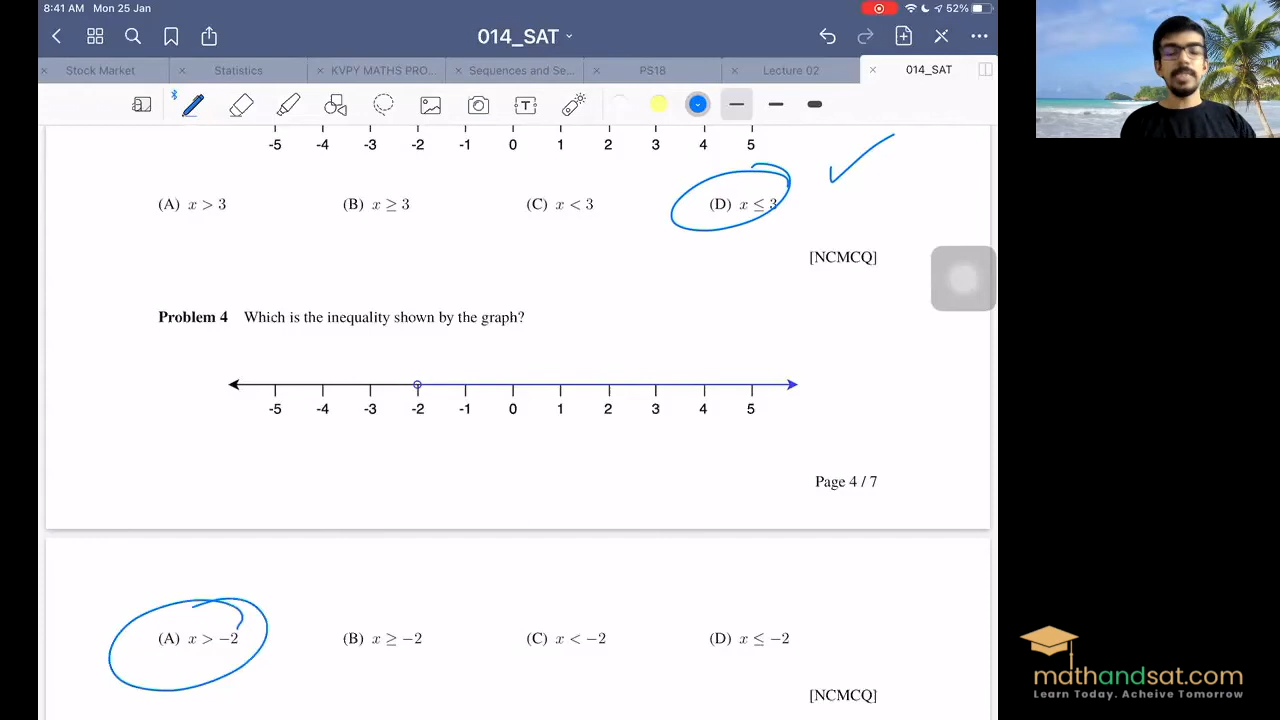 8:41 AM Mon 25 Jan 52%
014_SAT
Stock Market Statistics KVPY MATHS PRO... Sequences and Se... PS18 Lecture 02 014_SAT
T
-5 -4 -3 -2 -1 0 1 2 3 4 5
(A) x > 3 (B) x ≥ 3 (C) x < 3 (D) x ≤ 3
[NCMCQ]
Problem 4 Which is the inequality shown by the graph?
-5 -4 -3 -2 -1 0 1 2 3 4 5
Page 4 / 7
(A) x > −2 (B) x ≥ −2 (C) x < −2 (D) x ≤ −2
[NCMCQ]
mathandsat.com
Learn Today. Acheive Tomorrow